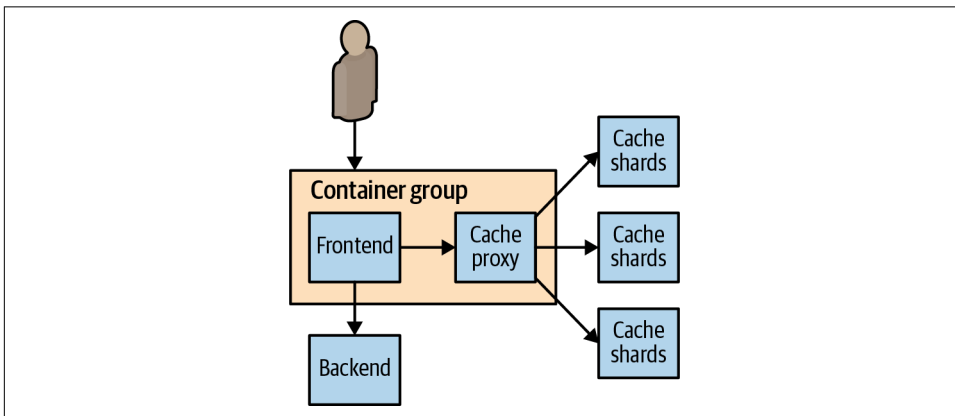 Container group
Frontend
Cache
proxy
Backend
Cache
shards
Cache
shards
Cache
shards